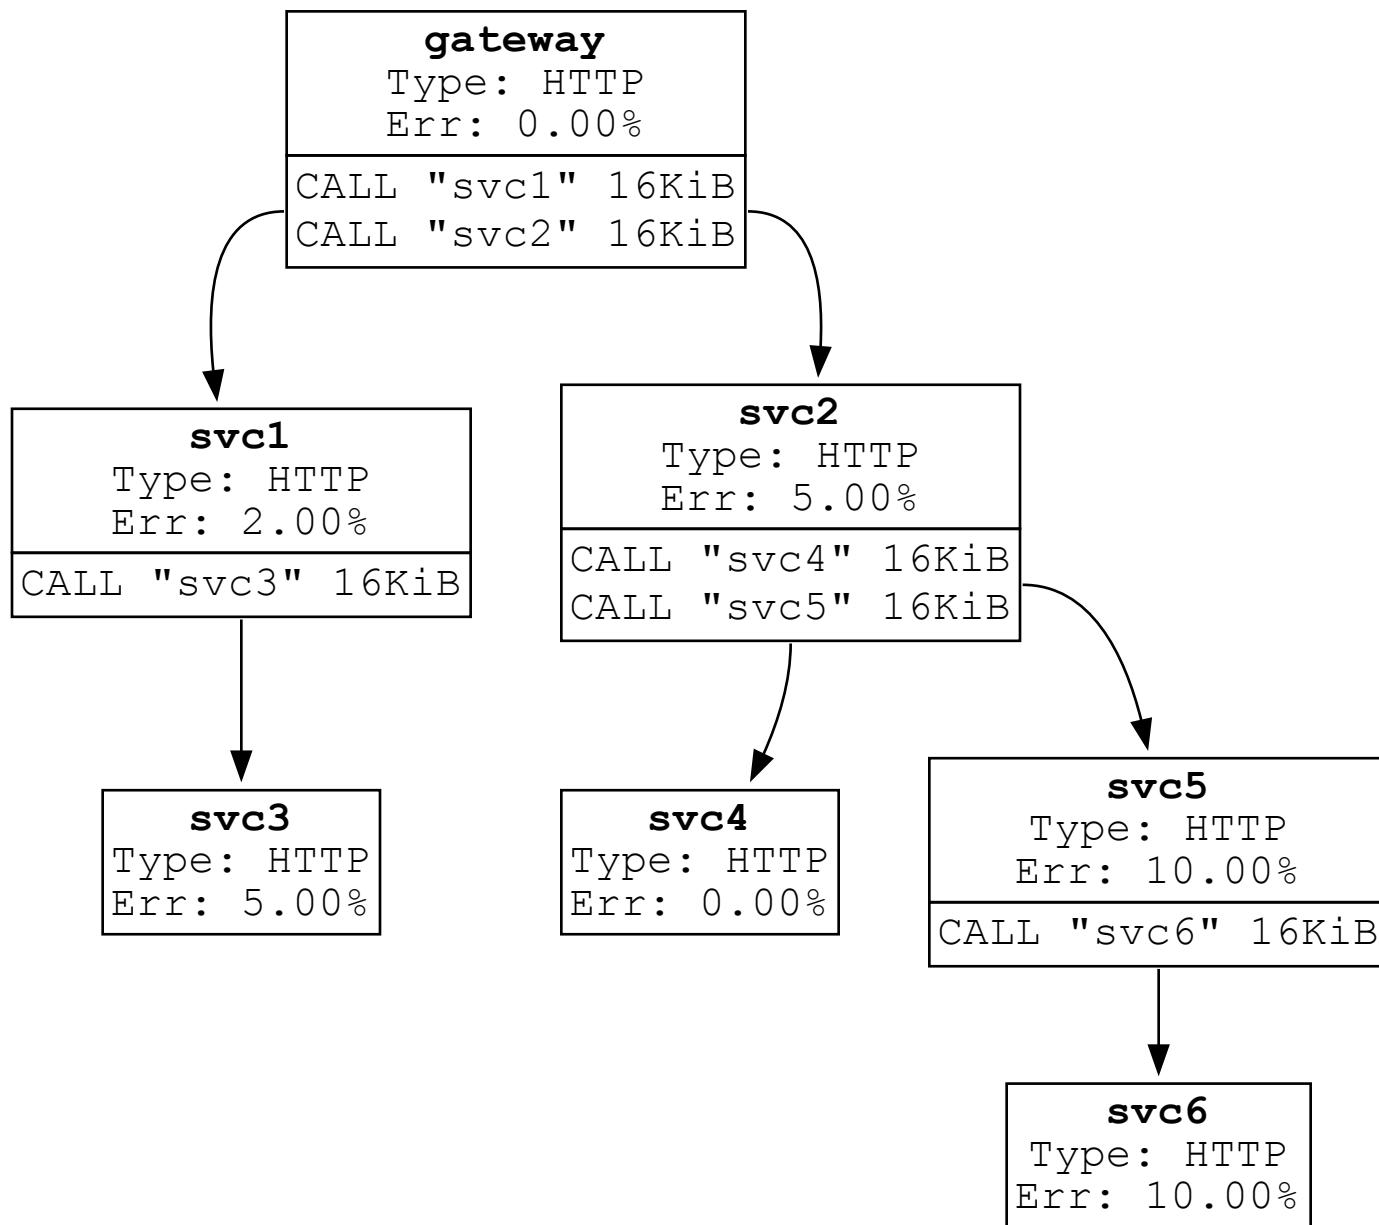 gateway
Type: HTTP
Err: 0.00%
CALL "svc1" 16KiB
CALL "svc2" 16KiB
svc1
Type: HTTP
Err: 2.00%
CALL "svc3" 16KiB
svc2
Type: HTTP
Err: 5.00%
CALL "svc4" 16KiB
CALL "svc5" 16KiB
svc3
Type: HTTP
Err: 5.00%
svc4
Type: HTTP
Err: 0.00%
svc5
Type: HTTP
Err: 10.00%
CALL "svc6" 16KiB
svc6
Type: HTTP
Err: 10.00%